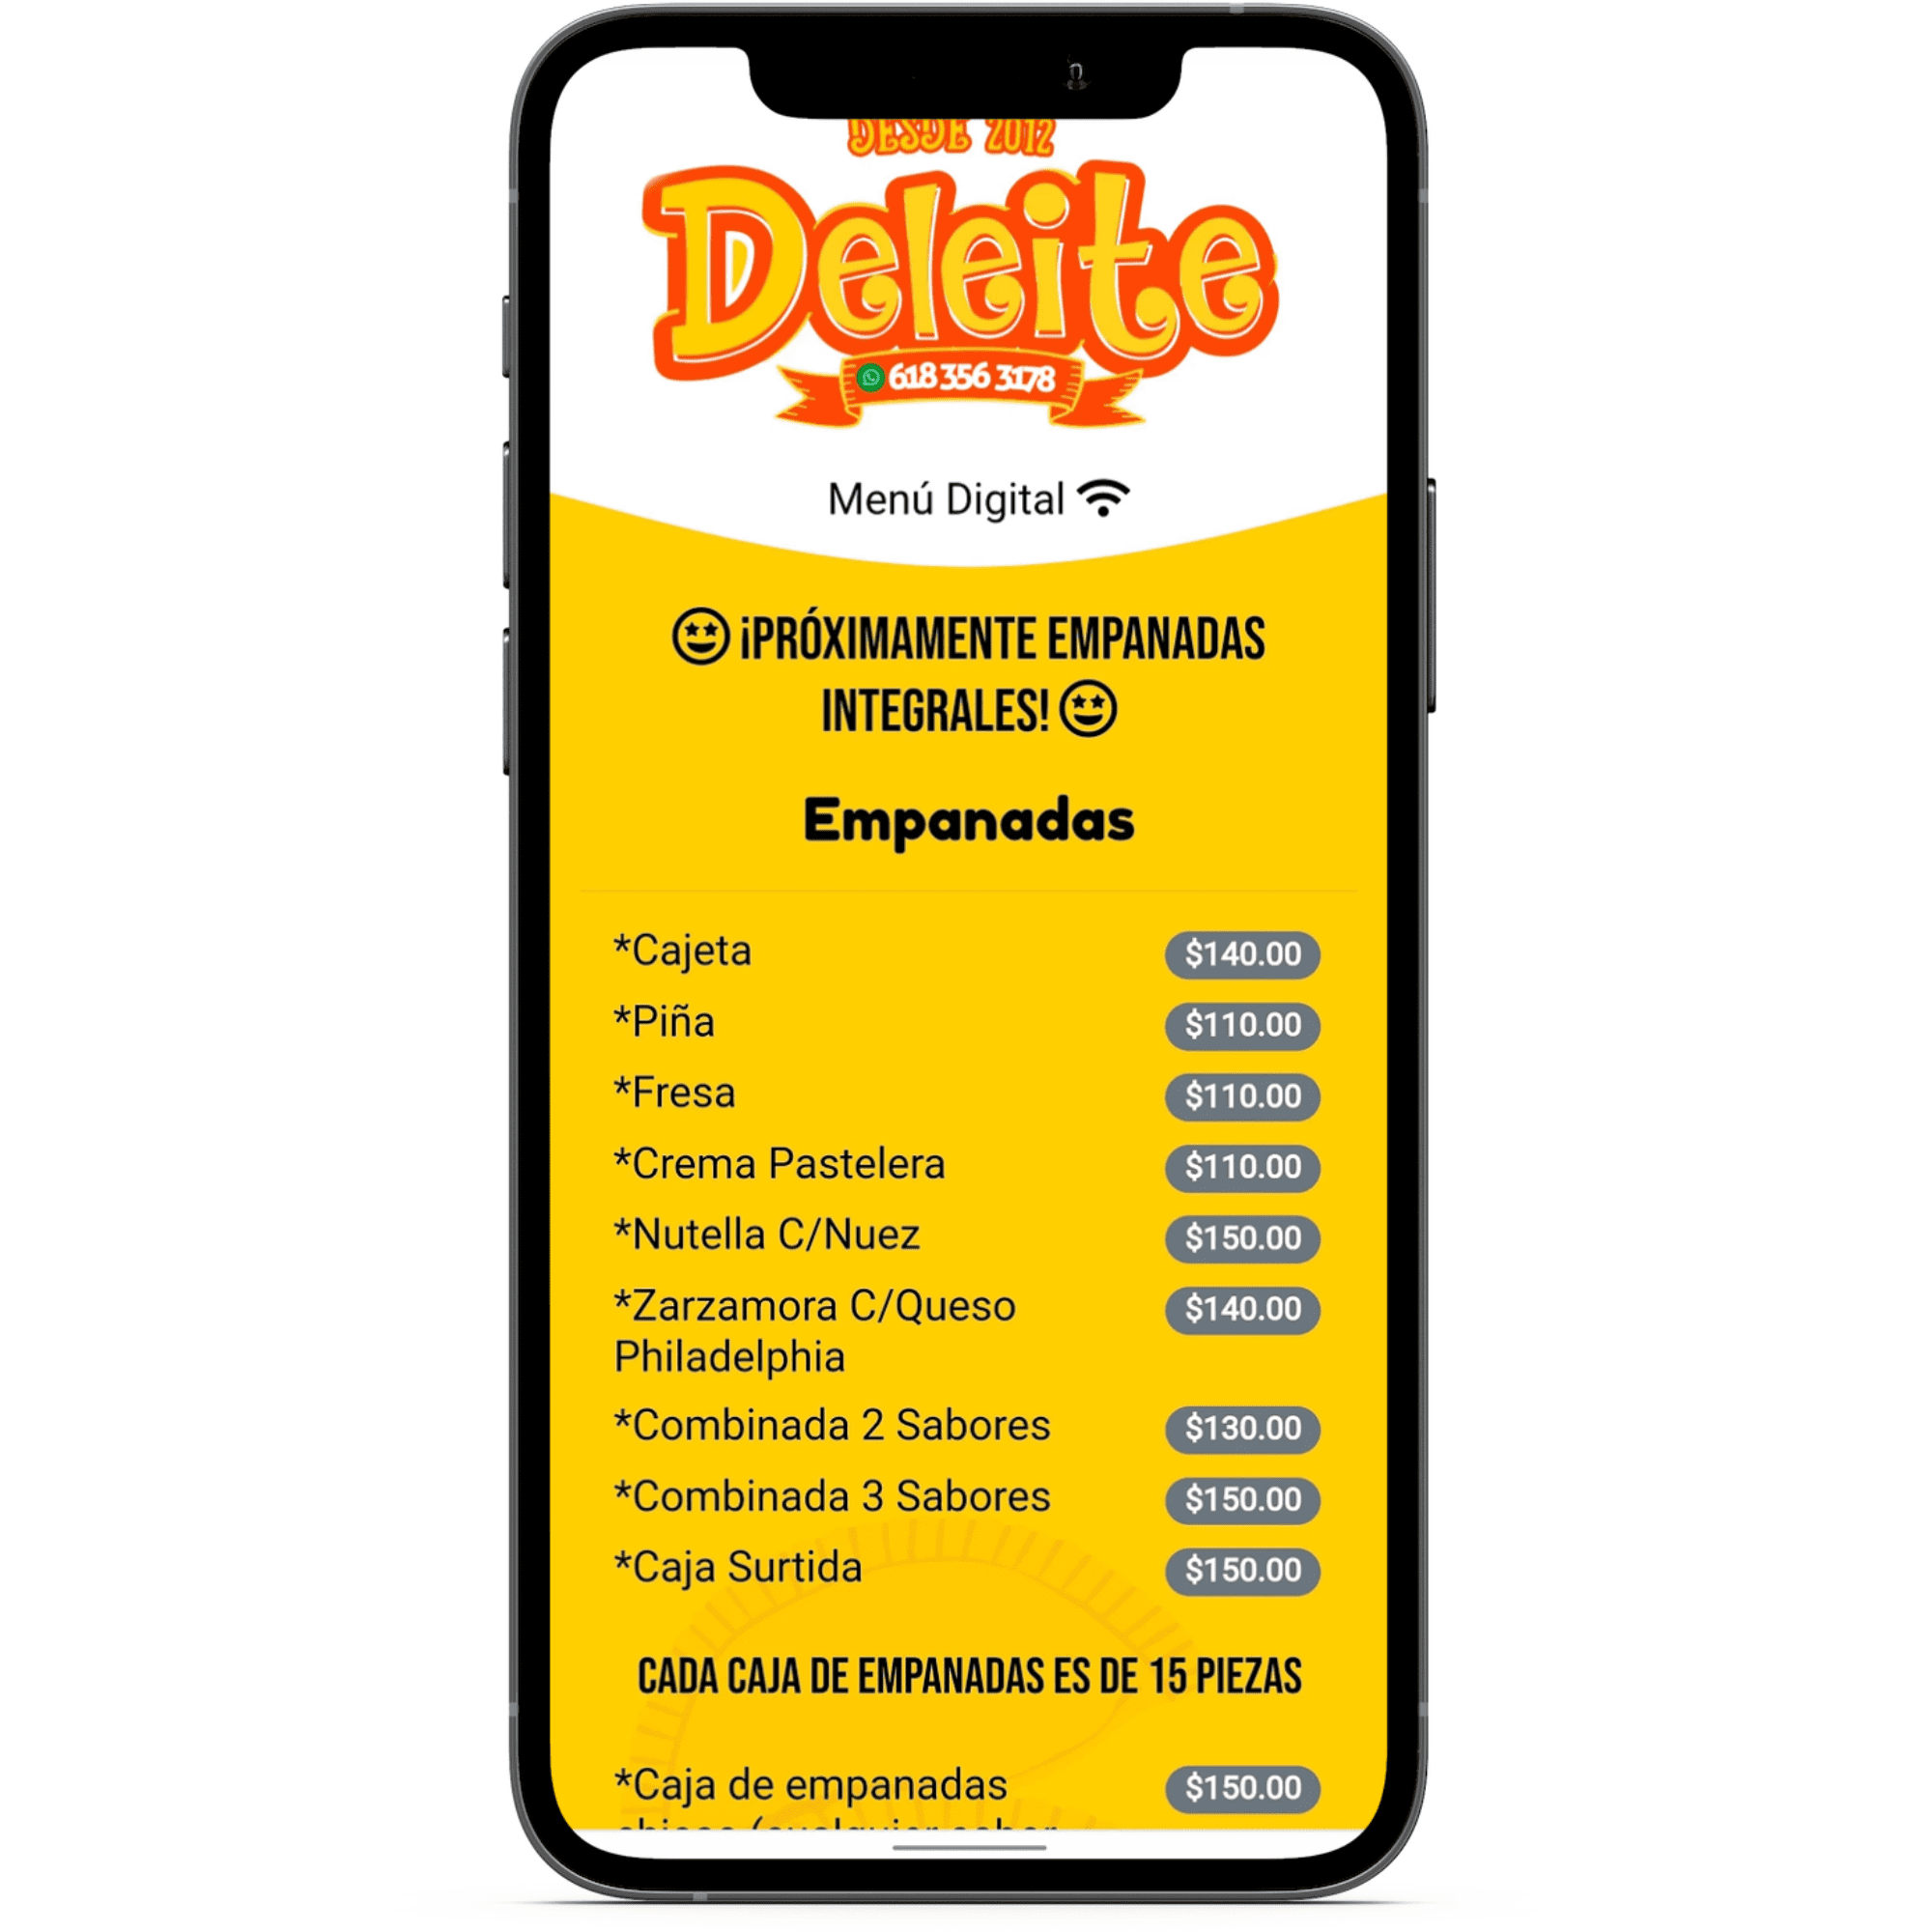 DESDE 2012
Deleite
618 356 3178
Menú Digital
¡PRÓXIMAMENTE EMPANADAS
INTEGRALES!
Empanadas
*Cajeta $140.00
*Piña $110.00
*Fresa $110.00
*Crema Pastelera $110.00
*Nutella C/Nuez $150.00
*Zarzamora C/Queso $140.00
Philadelphia
*Combinada 2 Sabores $130.00
*Combinada 3 Sabores $150.00
*Caja Surtida $150.00
CADA CAJA DE EMPANADAS ES DE 15 PIEZAS
*Caja de empanadas $150.00